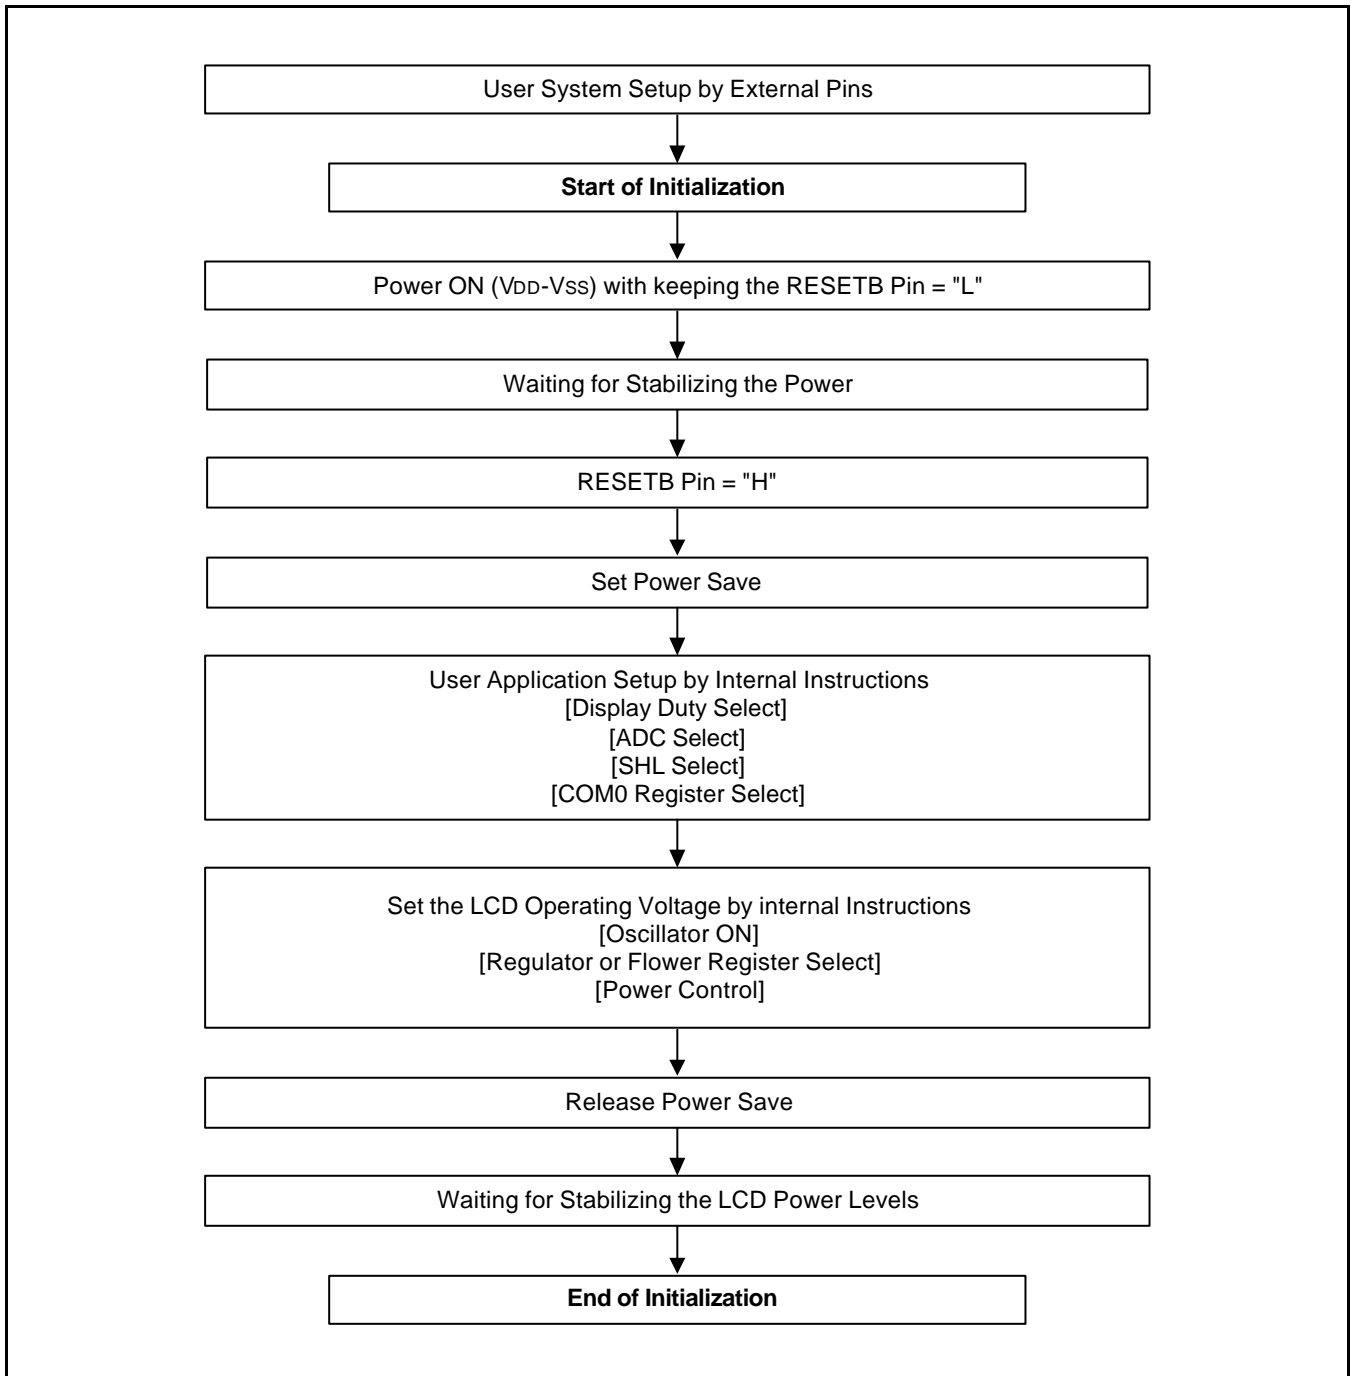 User System Setup by External Pins
Start of Initialization
Power ON (VDD-VSS) with keeping the RESETB Pin = "L"
Waiting for Stabilizing the Power
RESETB Pin = "H"
Set Power Save
User Application Setup by Internal Instructions
[Display Duty Select]
[ADC Select]
[SHL Select]
[COM0 Register Select]
Set the LCD Operating Voltage by internal Instructions
[Oscillator ON]
[Regulator or Flower Register Select]
[Power Control]
Release Power Save
Waiting for Stabilizing the LCD Power Levels
End of Initialization